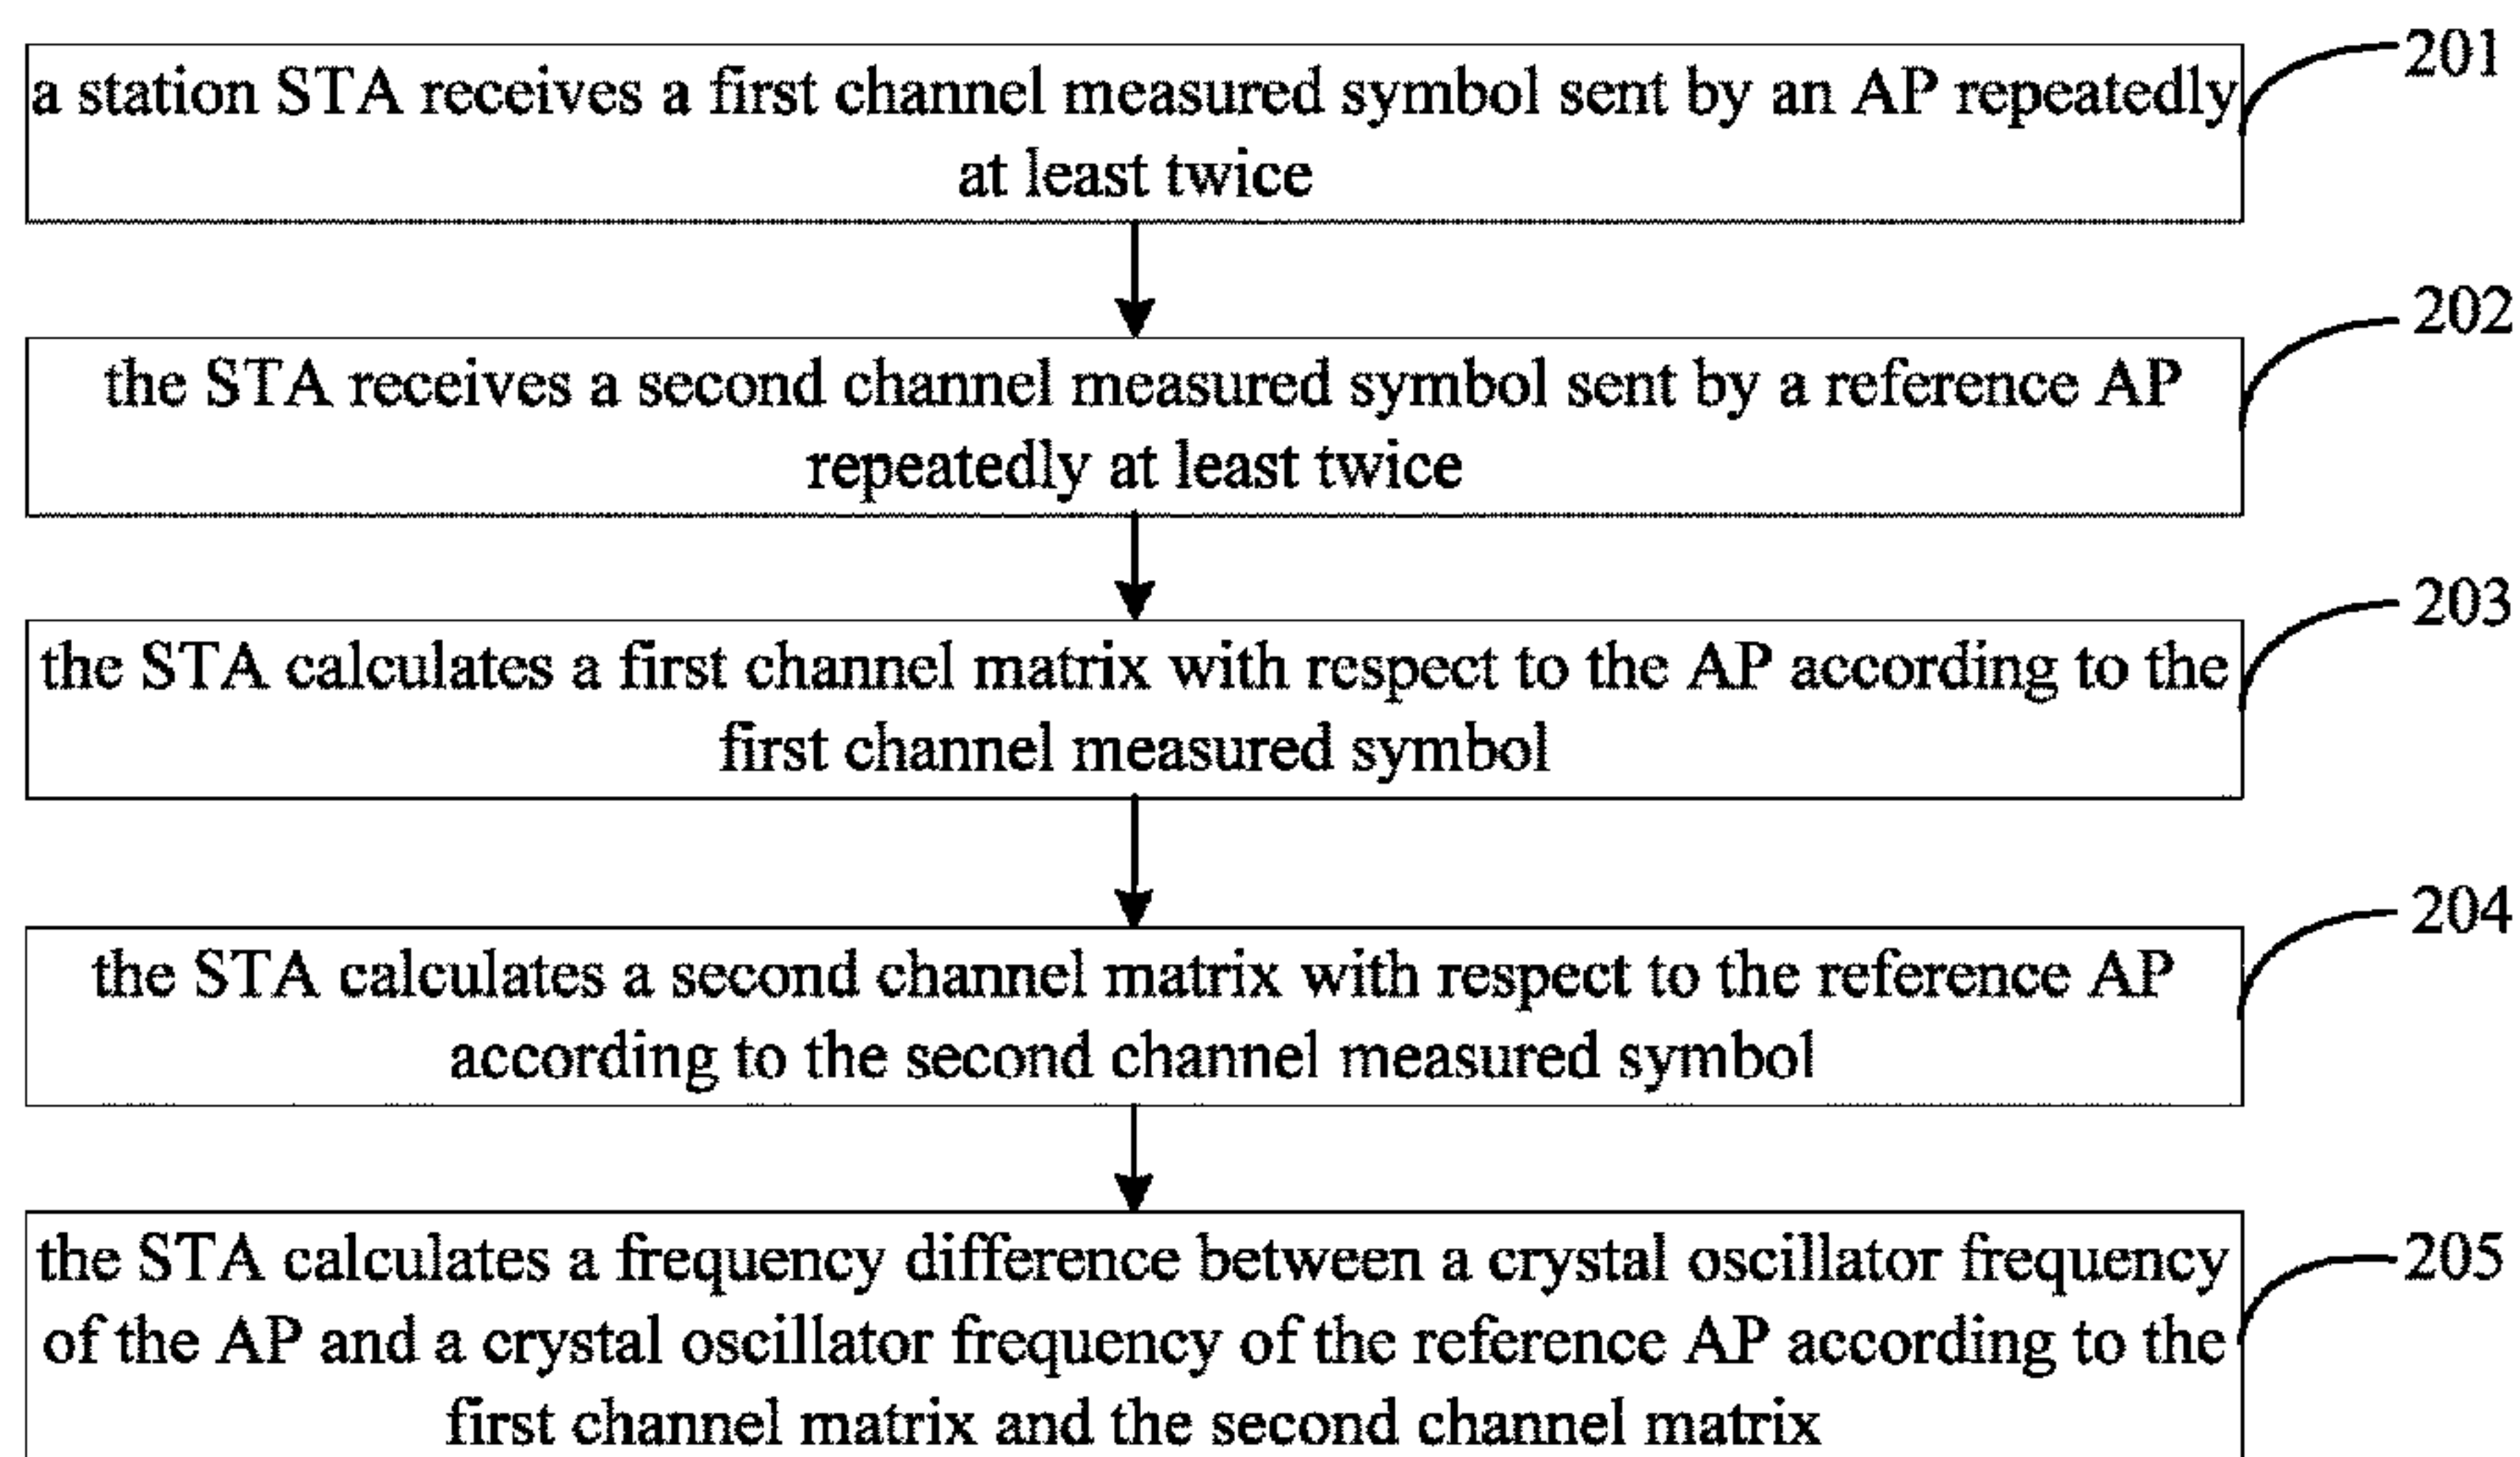 a station STA receives a first channel measured symbol sent by an AP repeatedly
at least twice
201
the STA receives a second channel measured symbol sent by a reference AP
repeatedly at least twice
202
the STA calculates a first channel matrix with respect to the AP according to the
first channel measured symbol
203
the STA calculates a second channel matrix with respect to the reference AP
according to the second channel measured symbol
204
the STA calculates a frequency difference between a crystal oscillator frequency
of the AP and a crystal oscillator frequency of the reference AP according to the
first channel matrix and the second channel matrix
205